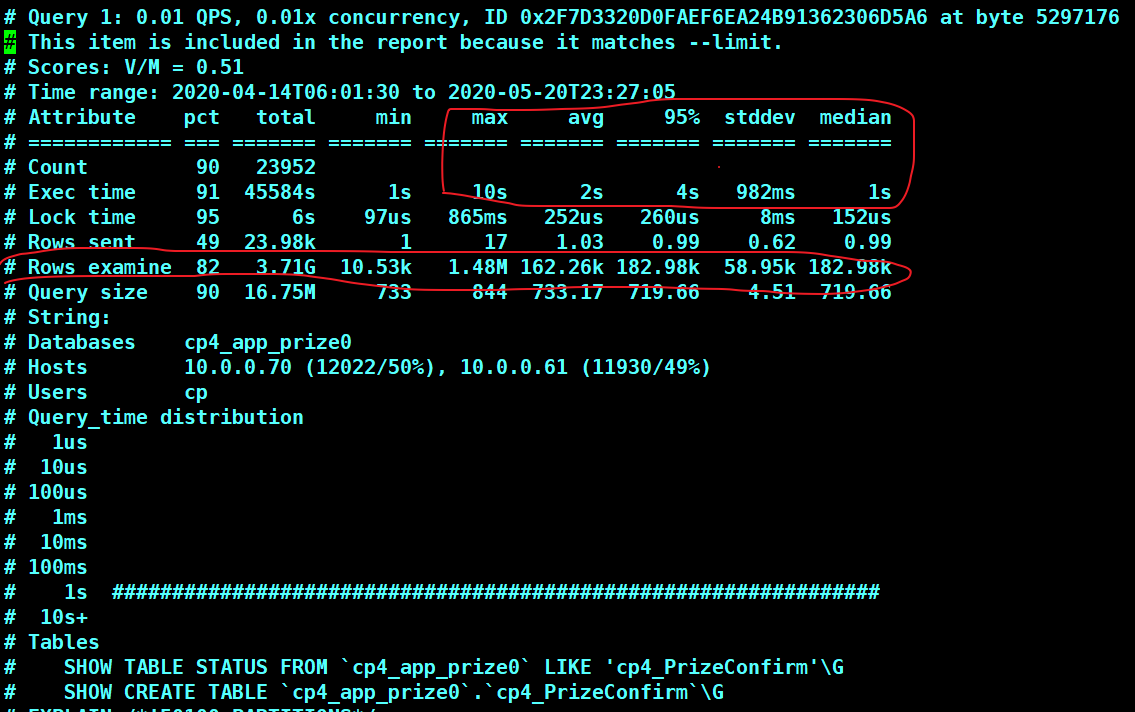 # Query 1: 0.01 QPS, 0.01x concurrency, ID 0x2F7D3320D0FAEF6EA24B91362306D5A6 at byte 5297176
# This item is included in the report because it matches --limit.
# Scores: V/M = 0.51
# Time range: 2020-04-14T06:01:30 to 2020-05-20T23:27:05
# Attribute    pct   total     min     max     avg     95%  stddev  median
# ============ === ======= ======= ======= ======= ======= ======= =======
# Count         90   23952
# Exec time     91  45584s      1s     10s      2s      4s   982ms      1s
# Lock time     95      6s    97us   865ms   252us   260us     8ms   152us
# Rows sent     49  23.98k       1      17    1.03    0.99    0.62    0.99
# Rows examine  82   3.71G  10.53k   1.48M 162.26k 182.98k  58.95k 182.98k
# Query size    90  16.75M     733     844  733.17  719.66    4.51  719.66
# String:
# Databases    cp4_app_prize0
# Hosts        10.0.0.70 (12022/50%), 10.0.0.61 (11930/49%)
# Users        cp
# Query_time distribution
#   1us
#  10us
# 100us
#   1ms
#  10ms
# 100ms
#    1s  ################################################################
#  10s+
# Tables
#    SHOW TABLE STATUS FROM `cp4_app_prize0` LIKE 'cp4_PrizeConfirm'\G
#    SHOW CREATE TABLE `cp4_app_prize0`.`cp4_PrizeConfirm`\G
# EXPLAIN /*!50100 PARTITIONS*/